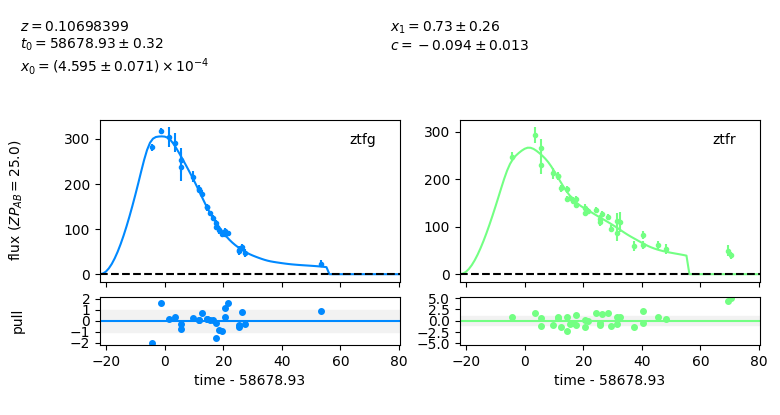 z = 0.10698399
t₀ = 58678.93 ± 0.32
x₀ = (4.595 ± 0.071) × 10⁻⁴
x₁ = 0.73 ± 0.26
c = −0.094 ± 0.013
flux (ZP_AB = 25.0)
300
200
100
0
ztfg
300
200
100
0
ztfr
pull
2
1
0
−1
−2
−20 0 20 40 60 80
time - 58678.93
5.0
2.5
0.0
−2.5
−5.0
−20 0 20 40 60 80
time - 58678.93